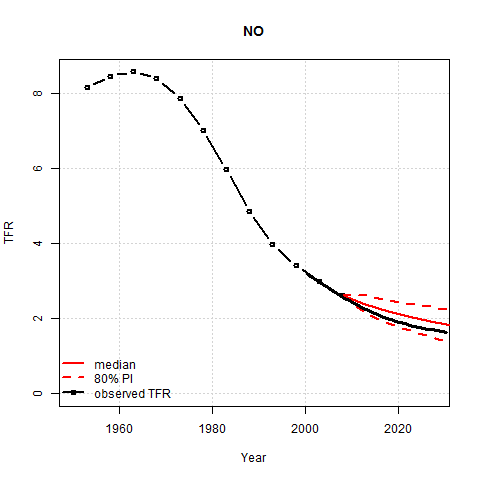 NO
TFR
8
6
4
2
0
median
80% PI
observed TFR
1960 1980 2000 2020
Year